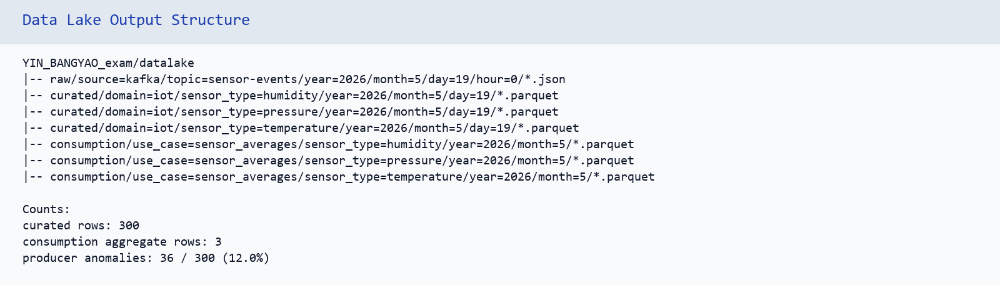 Data Lake Output Structure
YIN_BANGYAO_exam/datalake
|-- raw/source=kafka/topic=sensor-events/year=2026/month=5/day=19/hour=0/*.json
|-- curated/domain=iot/sensor_type=humidity/year=2026/month=5/day=19/*.parquet
|-- curated/domain=iot/sensor_type=pressure/year=2026/month=5/day=19/*.parquet
|-- curated/domain=iot/sensor_type=temperature/year=2026/month=5/day=19/*.parquet
|-- consumption/use_case=sensor_averages/sensor_type=humidity/year=2026/month=5/*.parquet
|-- consumption/use_case=sensor_averages/sensor_type=pressure/year=2026/month=5/*.parquet
|-- consumption/use_case=sensor_averages/sensor_type=temperature/year=2026/month=5/*.parquet
Counts:
curated rows: 300
consumption aggregate rows: 3
producer anomalies: 36 / 300 (12.0%)